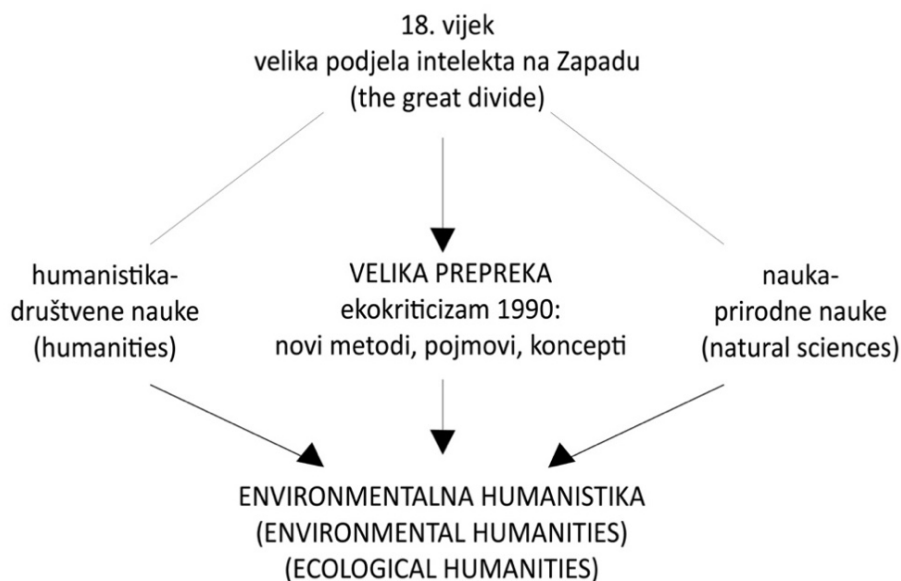 18. vijek
velika podjela intelekta na Zapadu
(the great divide)
humanistika-
društvene nauke
(humanities)
VELIKA PREPREKA
ekokriticizam 1990:
novi metodi, pojmovi, koncepti
nauka-
prirodne nauke
(natural sciences)
ENVIRONMENTALNA HUMANISTIKA
(ENVIRONMENTAL HUMANITIES)
(ECOLOGICAL HUMANITIES)